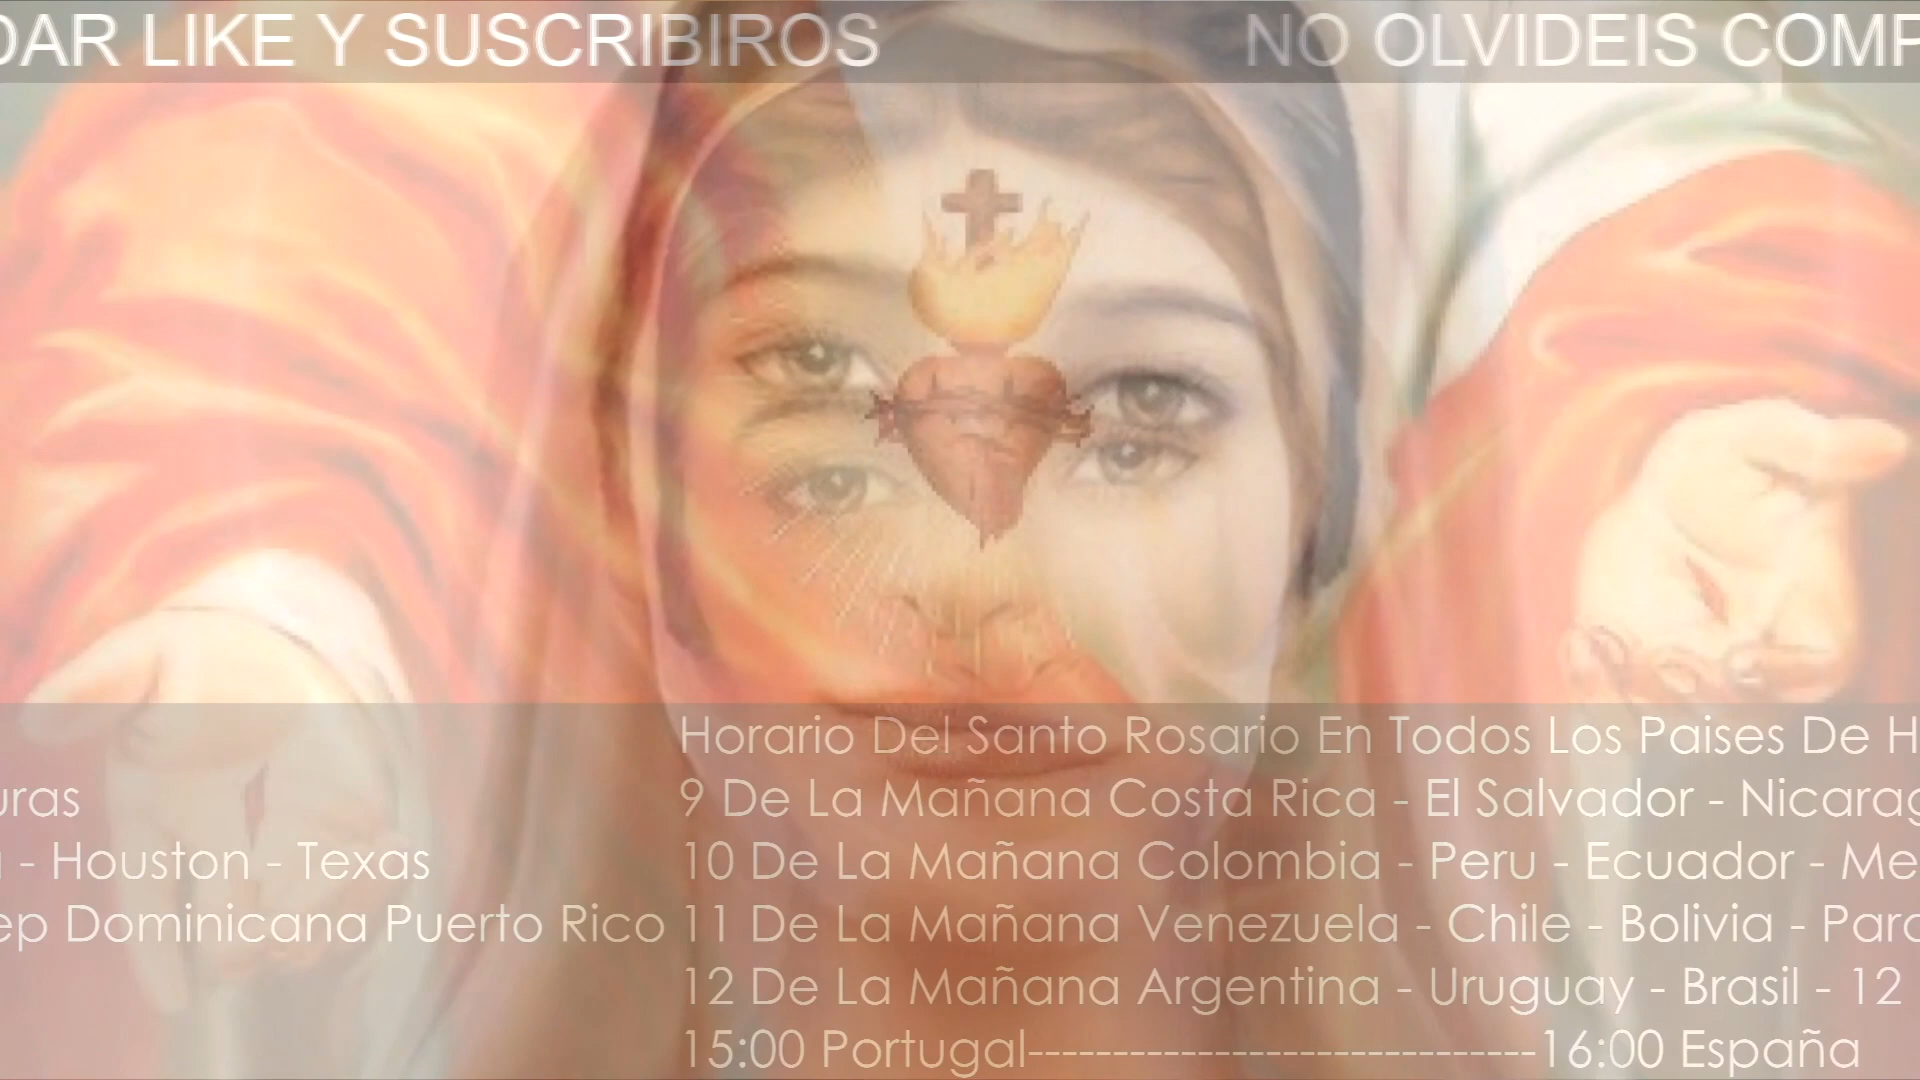 DAR LIKE Y SUSCRIBIROS NO OLVIDEIS COMP
Horario Del Santo Rosario En Todos Los Paises De H
uras 9 De La Mañana Costa Rica - El Salvador - Nicarag
- Houston - Texas 10 De La Mañana Colombia - Peru - Ecuador - Me
ep Dominicana Puerto Rico 11 De La Mañana Venezuela - Chile - Bolivia - Para
12 De La Mañana Argentina - Uruguay - Brasil - 12
15:00 Portugal------------------------------16:00 España